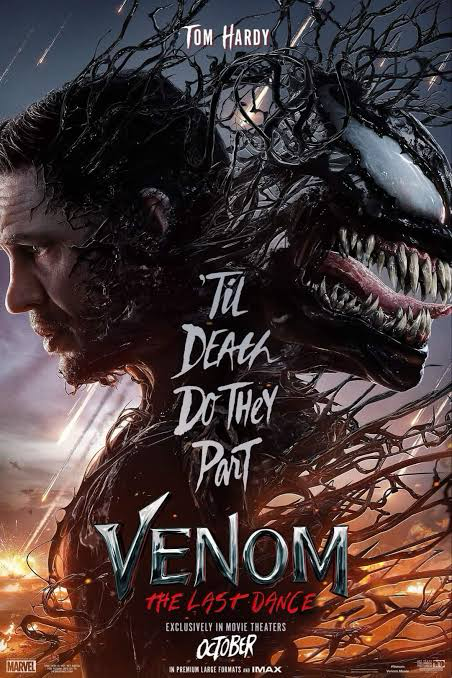 TOM HARDY
'TIL
DEATH
DO THEY
PART
VENOM
THE LAST DANCE
EXCLUSIVELY IN MOVIE THEATERS
OCTOBER
IN PREMIUM LARGE FORMATS AND IMAX
MARVEL